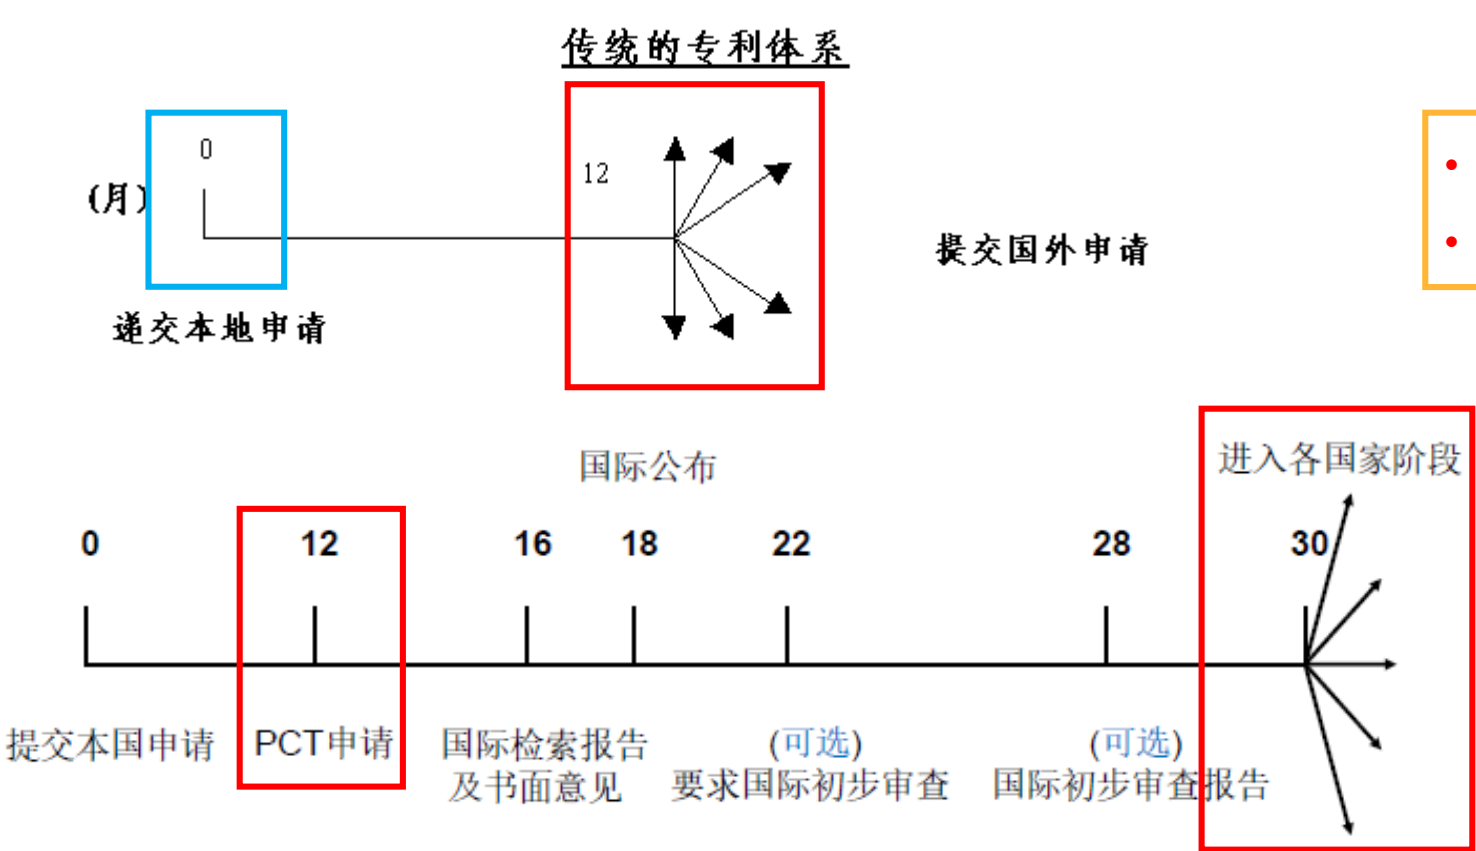 传统的专利体系
0
12
(月)
提交国外申请
递交本地申请
国际公布
进入各国家阶段
0 12 16 18 22 28 30
提交本国申请 PCT申请 国际检索报告 (可选) (可选)
及书面意见 要求国际初步审查 国际初步审查报告